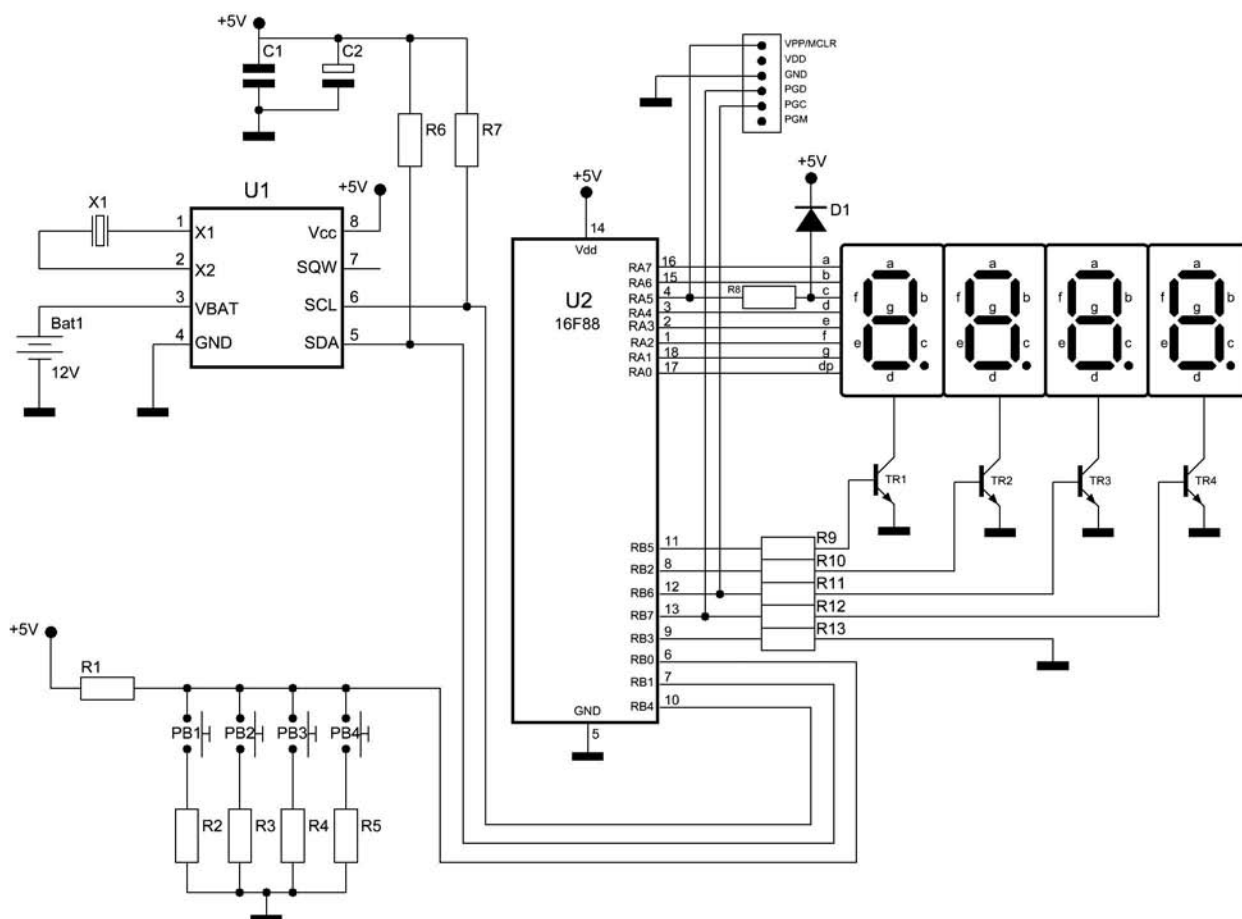 +5V
C1
C2
R6
R7
VPP/MCLR
VDD
GND
PGD
PGC
PGM
U1
+5V
X1
1
X1
Vcc
8
2
X2
SQW
7
3
VBAT
SCL
6
4
GND
SDA
5
Bat1
12V
+5V
14
Vdd
U2
16F88
+5V
D1
RA7
16
a
RA6
15
b
RA5
4
R8
c
RA4
3
d
RA3
2
e
RA2
1
f
RA1
18
g
RA0
17
dp
a
f
b
g
e
c
d
a
f
b
g
e
c
d
a
f
b
g
e
c
d
a
f
b
g
e
c
d
TR1
TR2
TR3
TR4
RB5
11
R9
RB2
8
R10
RB6
12
R11
RB7
13
R12
RB3
9
R13
RB0
6
RB1
7
RB4
10
GND
5
+5V
R1
PB1
PB2
PB3
PB4
R2
R3
R4
R5